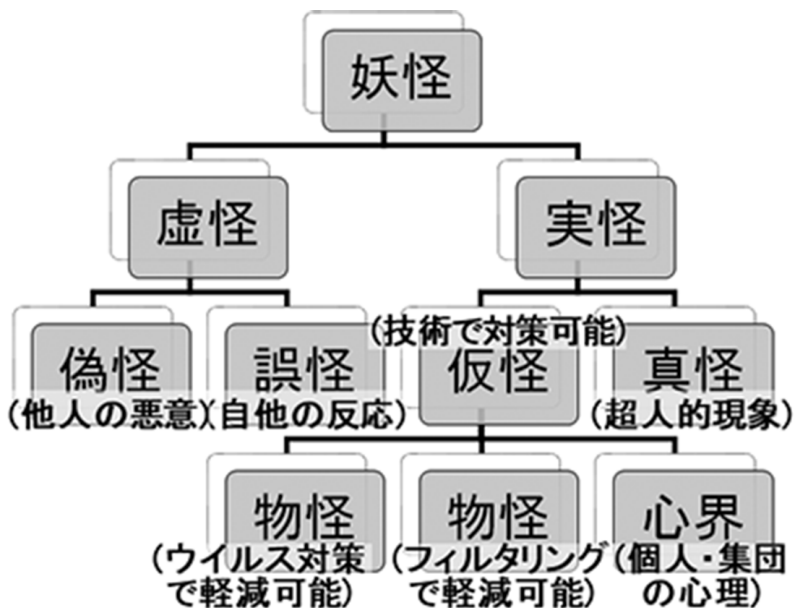 妖怪
虚怪
実怪
偽怪
(他人の悪意)
誤怪
(自他の反応)
(技術で対策可能)
仮怪
真怪
(超人的現象)
物怪
(ウイルス対策
で軽減可能)
物怪
(フィルタリング
で軽減可能)
心界
(個人・集団
の心理)